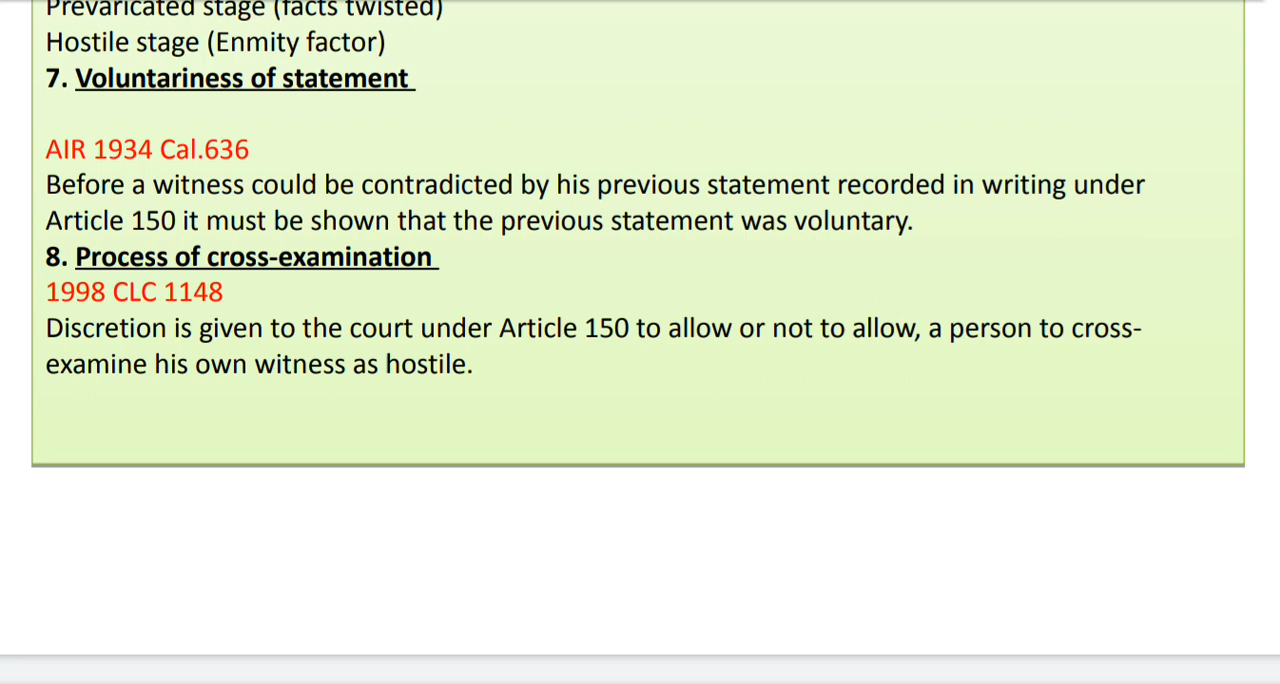 Prevaricated stage (facts twisted)
Hostile stage (Enmity factor)
7. Voluntariness of statement
AIR 1934 Cal.636
Before a witness could be contradicted by his previous statement recorded in writing under
Article 150 it must be shown that the previous statement was voluntary.
8. Process of cross-examination
1998 CLC 1148
Discretion is given to the court under Article 150 to allow or not to allow, a person to cross-
examine his own witness as hostile.